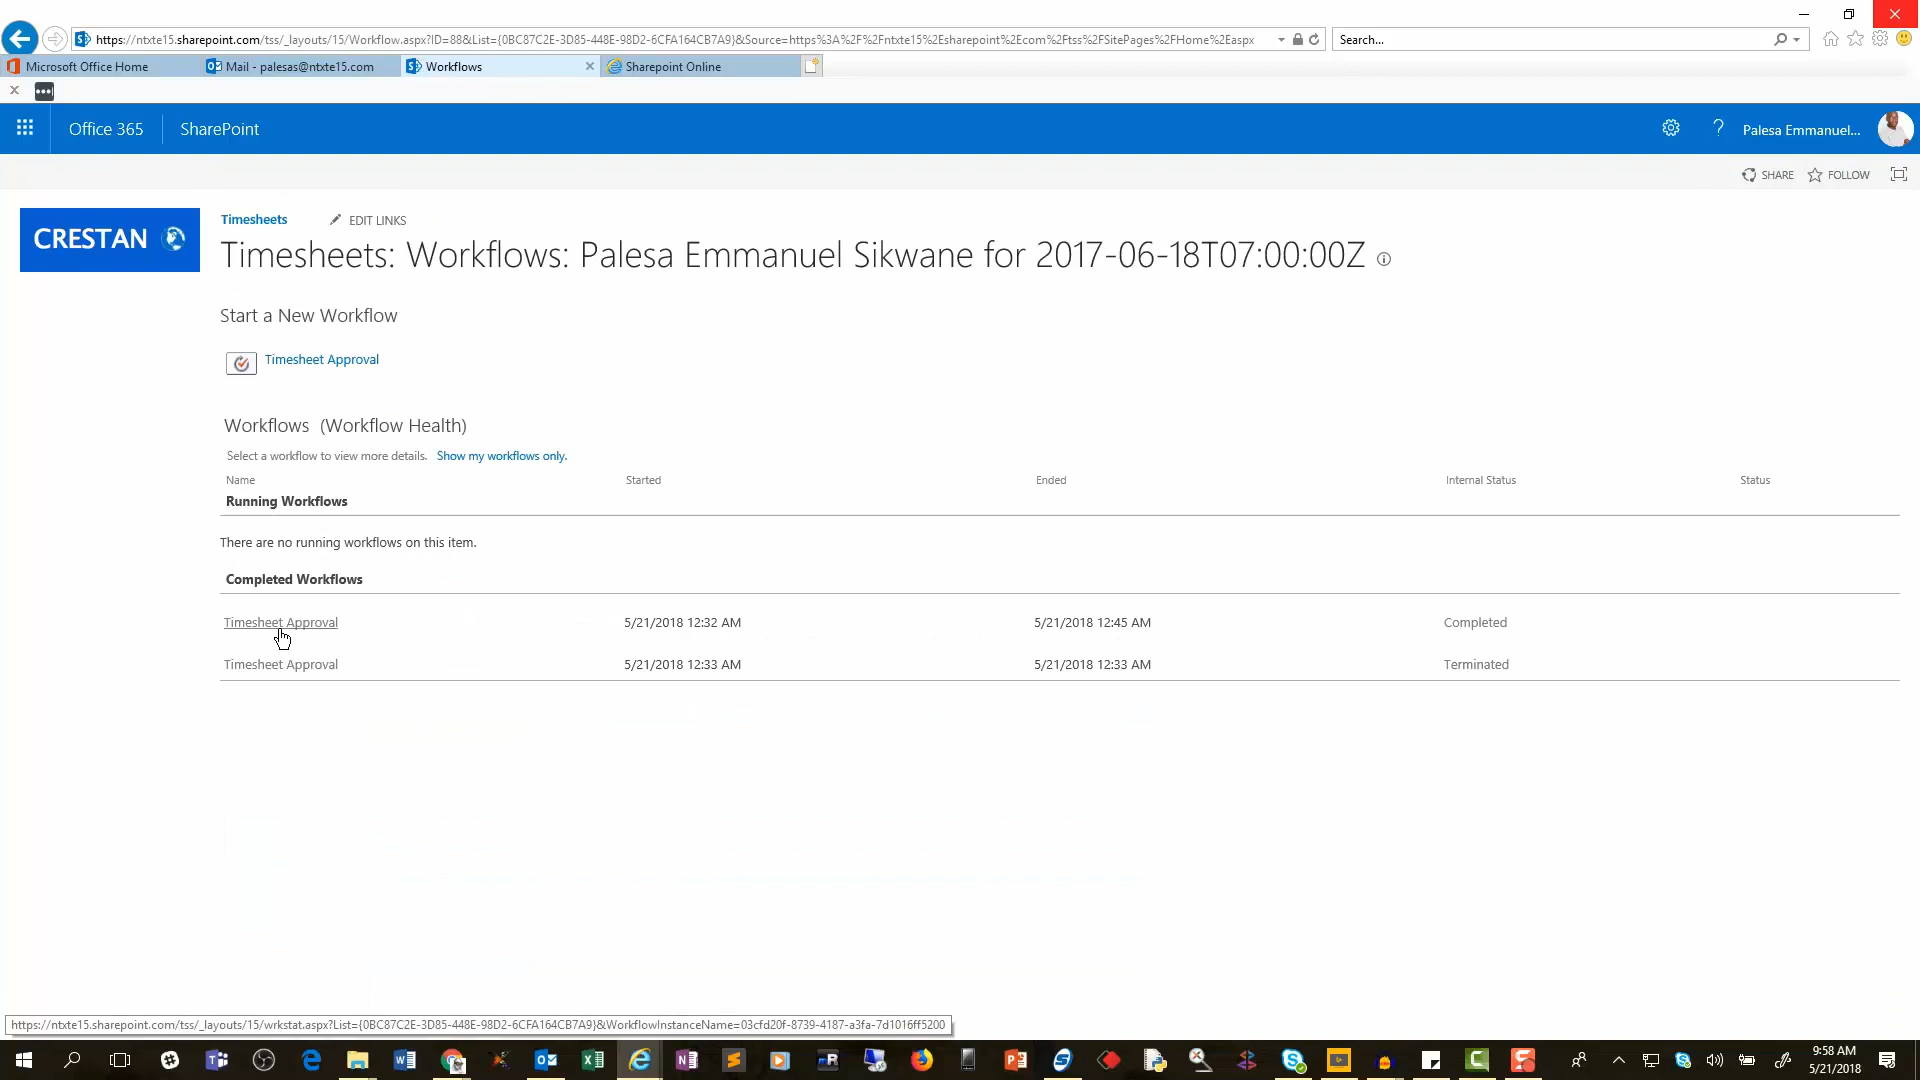 https://ntxte15.sharepoint.com/tss/_layouts/15/Workflow.aspx?ID=88&List={0BC87C2E-3D85-448E-98D2-6CFA164CB7A9}&Source=https%3A%2F%2Fntxte15%2Esharepoint%2Ecom%2Ftss%2FSitePages%2FHome%2Easpx
Search...
Microsoft Office Home
Mail - palesas@ntxte15.com
Workflows
Sharepoint Online
Office 365
SharePoint
?
Palesa Emmanuel...
SHARE
FOLLOW
CRESTAN
Timesheets
EDIT LINKS
Timesheets: Workflows: Palesa Emmanuel Sikwane for 2017-06-18T07:00:00Z
Start a New Workflow
Timesheet Approval
Workflows (Workflow Health)
Select a workflow to view more details. Show my workflows only.
Name Started Ended Internal Status Status
Running Workflows
There are no running workflows on this item.
Completed Workflows
Timesheet Approval 5/21/2018 12:32 AM 5/21/2018 12:45 AM Completed
Timesheet Approval 5/21/2018 12:33 AM 5/21/2018 12:33 AM Terminated
https://ntxte15.sharepoint.com/tss/_layouts/15/wrkstat.aspx?List={0BC87C2E-3D85-448E-98D2-6CFA164CB7A9}&WorkflowInstanceName=03cfd20f-8739-4187-a3fa-7d1016ff5200
9:58 AM
5/21/2018